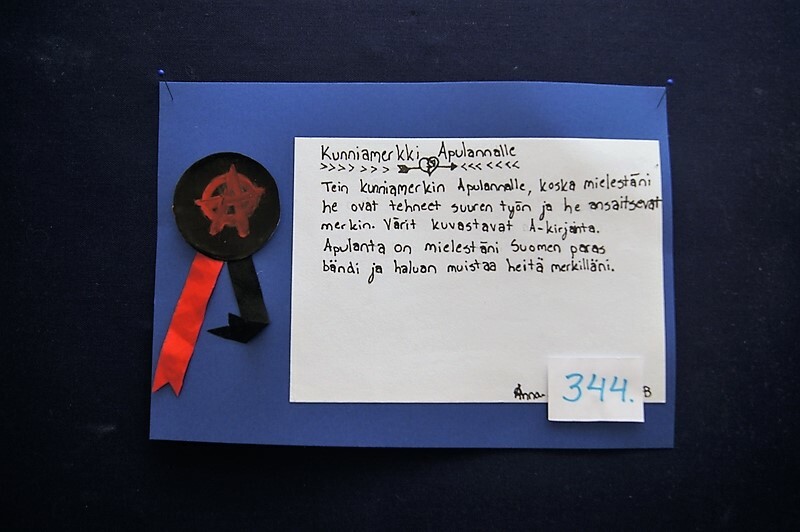 Kunniamerkki Apulannalle
>>>>> >>> <<< <<<<<
Tein kunniamerkin Apulannalle, koska mielestäni
he ovat tehneet suuren työn ja he ansaitsevat
merkin. Värit kuvastavat A-kirjainta.
Apulanta on mielestäni Suomen paras
bändi ja haluan muistaa heitä merkilläni.
Anna
344.
B